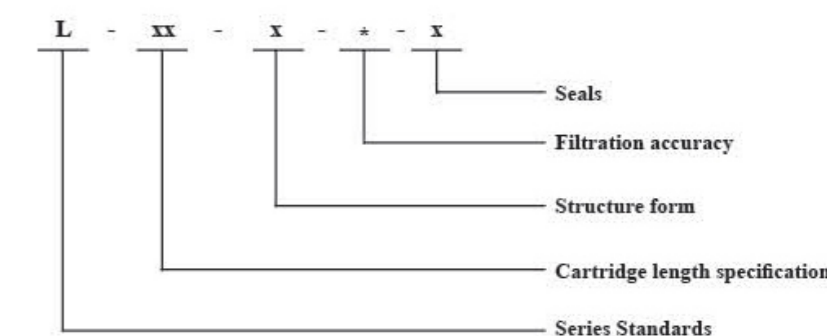 L - xx - x - * - x
Seals
Filtration accuracy
Structure form
Cartridge length specification
Series Standards